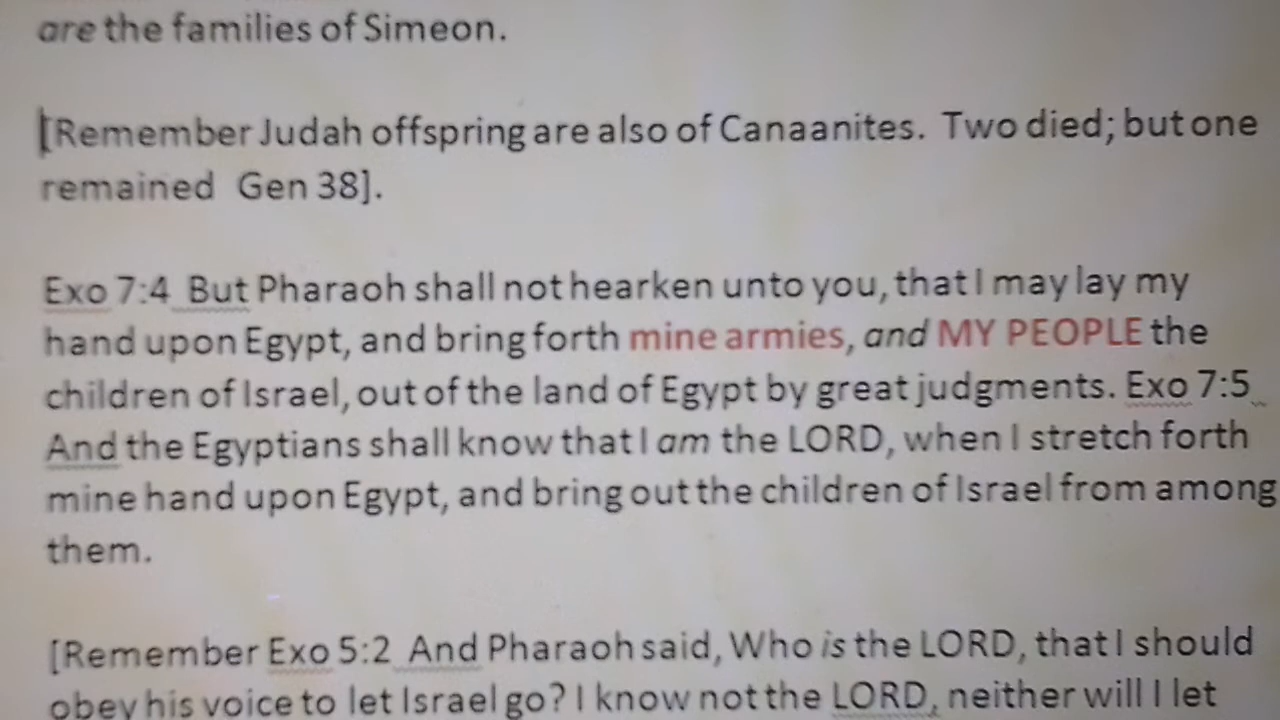 are the families of Simeon.
[Remember Judah offspring are also of Canaanites. Two died; but one
remained Gen 38].
Exo 7:4 But Pharaoh shall not hearken unto you, that I may lay my
hand upon Egypt, and bring forth mine armies, and MY PEOPLE the
children of Israel, out of the land of Egypt by great judgments. Exo 7:5
And the Egyptians shall know that I am the LORD, when I stretch forth
mine hand upon Egypt, and bring out the children of Israel from among
them.
[Remember Exo 5:2 And Pharaoh said, Who is the LORD, that I should
obey his voice to let Israel go? I know not the LORD, neither will I let